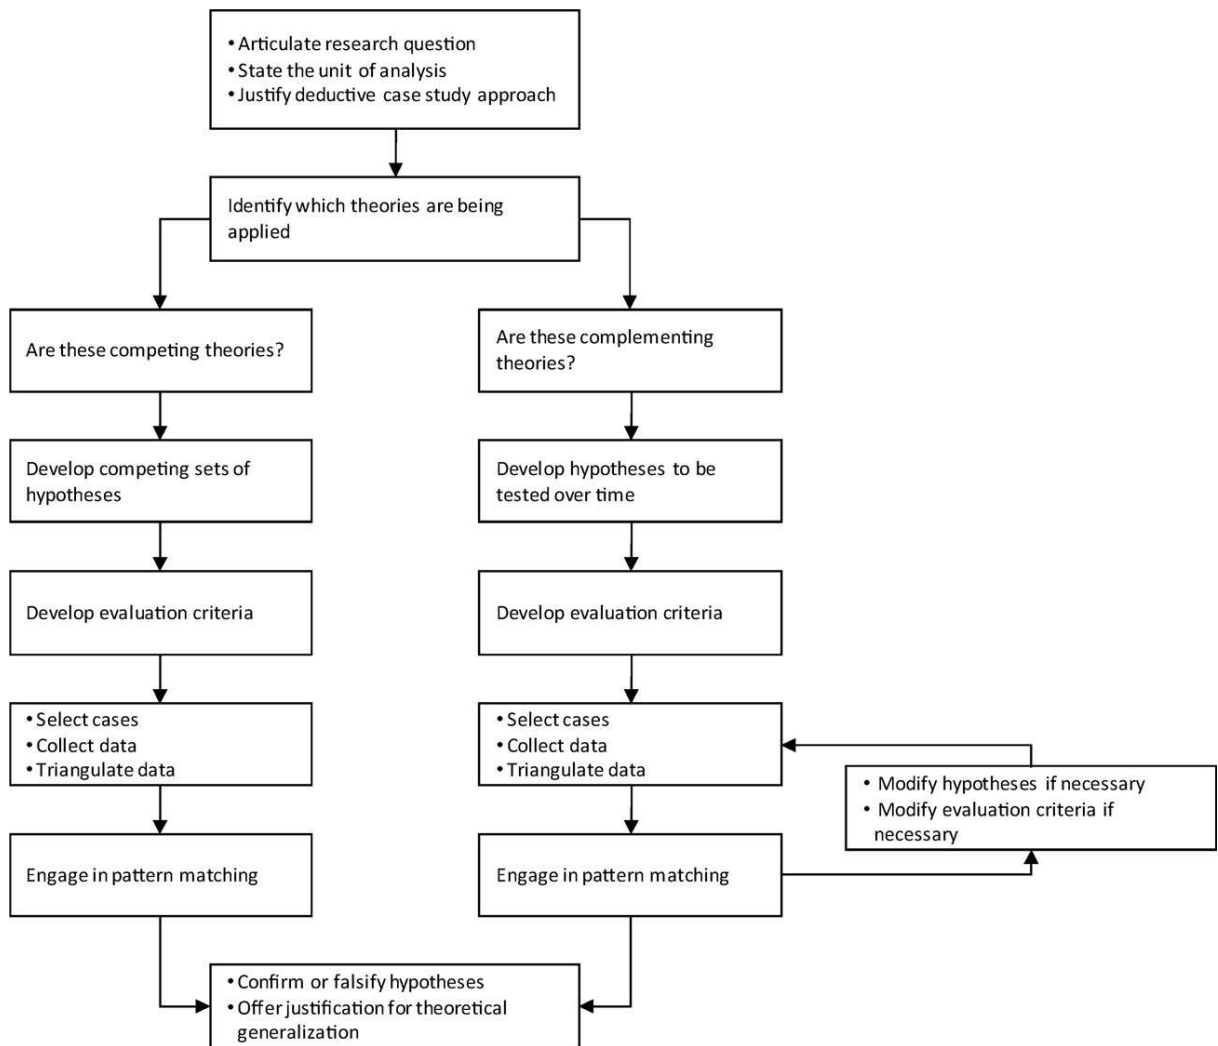 • Articulate research question
• State the unit of analysis
• Justify deductive case study approach
Identify which theories are being
applied
Are these competing theories?
Are these complementing
theories?
Develop competing sets of
hypotheses
Develop hypotheses to be
tested over time
Develop evaluation criteria
Develop evaluation criteria
• Select cases
• Collect data
• Triangulate data
• Select cases
• Collect data
• Triangulate data
• Modify hypotheses if necessary
• Modify evaluation criteria if
necessary
Engage in pattern matching
Engage in pattern matching
• Confirm or falsify hypotheses
• Offer justification for theoretical
generalization